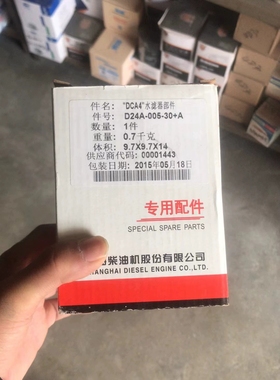 件名: "DCA4"水滤器部件
件号: D24A-005-30+A
数量: 1件
重量: 0.7千克
体积: 9.7X9.7X14
供应商代码: 00001443
包装日期: 2015年05月18日
专用配件
SPECIAL SPARE PARTS
柴油机股份有限公司
SHANGHAI DIESEL ENGINE CO.,LTD.